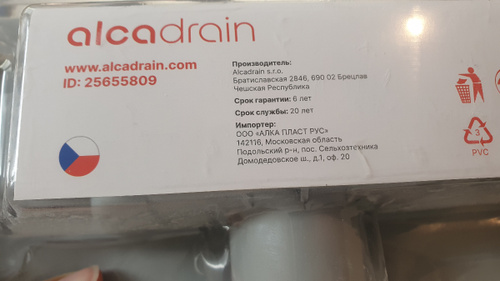 alcadrain
www.alcadrain.com
ID: 25655809
Производитель:
Alcadrain s.r.o.
Братиславская 2846, 690 02 Бреслав
Чешская Республика
Срок гарантии: 6 лет
Срок службы: 20 лет
Импортер:
ООО «АЛКА ПЛАСТ РУС»
142116, Московская область
Подольский р-н, пос. Сельхозтехника
Домодедовское ш., д.1, оф. 20
3
PVC